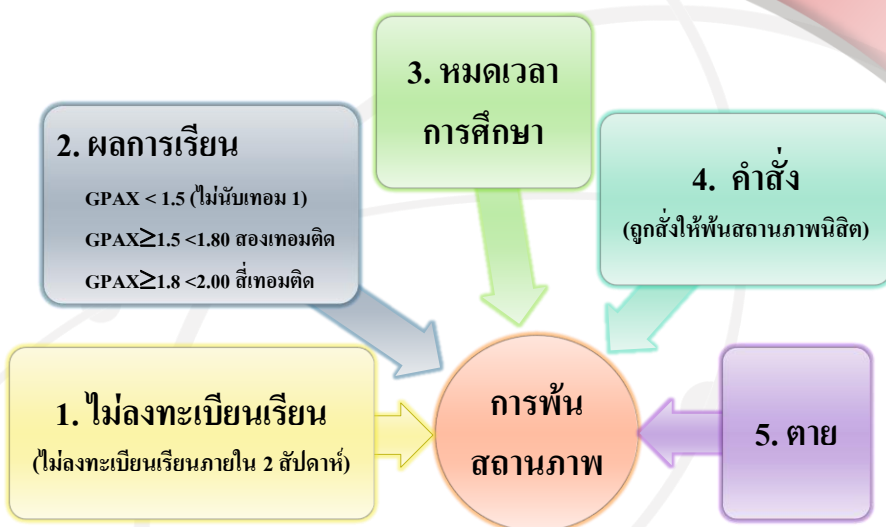 1. ไม่ลงทะเบียนเรียน
(ไม่ลงทะเบียนเรียนภายใน 2 สัปดาห์)
2. ผลการเรียน
GPAX < 1.5 (ไม่นับเทอม 1)
GPAX≥1.5 <1.80 สองเทอมติด
GPAX≥1.8 <2.00 สี่เทอมติด
3. หมดเวลา
การศึกษา
4. คำสั่ง
(ถูกสั่งให้พ้นสถานภาพนิสิต)
5. ตาย
การพ้น
สถานภาพ